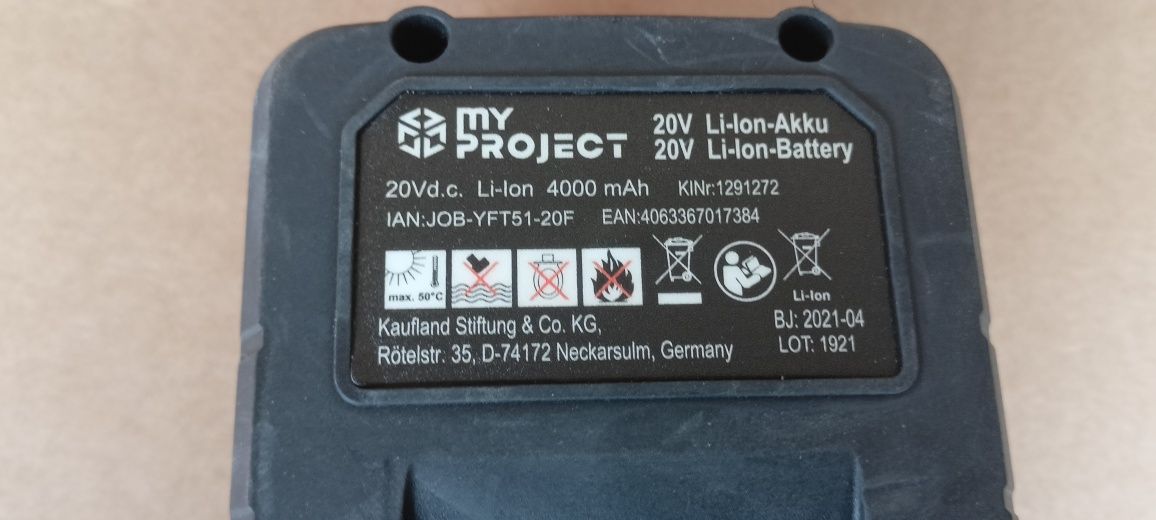 MY PROJECT
20V Li-Ion-Akku
20V Li-Ion-Battery
20Vd.c. Li-Ion 4000 mAh KlNr:1291272
IAN:JOB-YFT51-20F EAN:4063367017384
max. 50°C
Li-Ion
Kaufland Stiftung & Co. KG,
Rötelstr. 35, D-74172 Neckarsulm, Germany
BJ: 2021-04
LOT: 1921